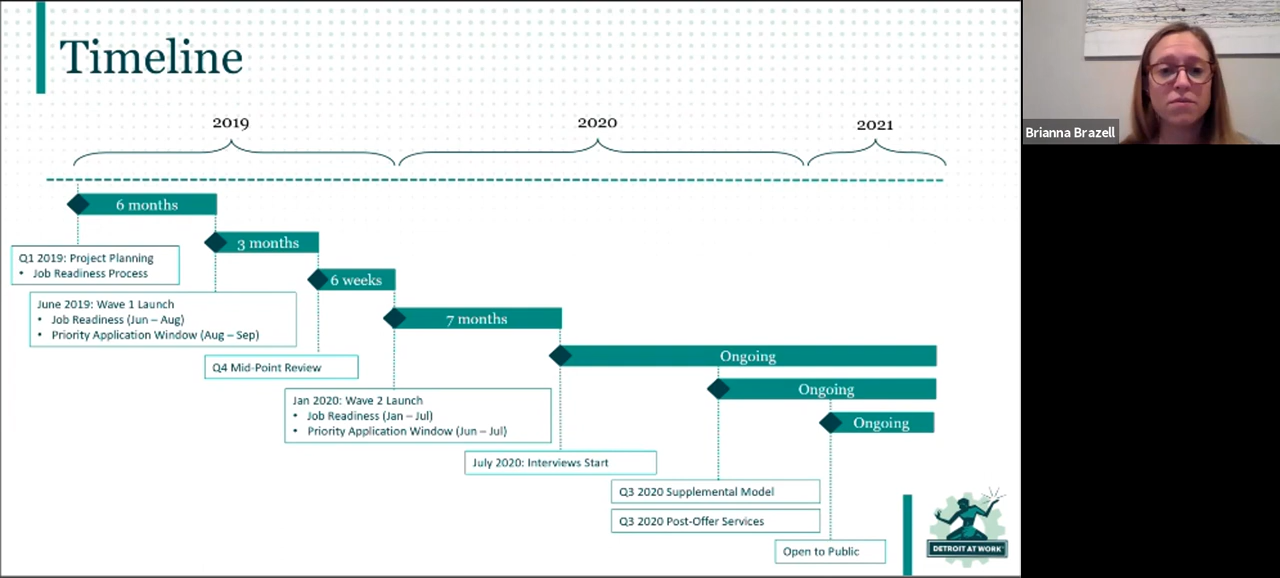 Timeline
2019
2020
2021
6 months
3 months
6 weeks
7 months
Ongoing
Ongoing
Ongoing
Q1 2019: Project Planning
• Job Readiness Process
June 2019: Wave 1 Launch
• Job Readiness (Jun – Aug)
• Priority Application Window (Aug – Sep)
Q4 Mid-Point Review
Jan 2020: Wave 2 Launch
• Job Readiness (Jan – Jul)
• Priority Application Window (Jun – Jul)
July 2020: Interviews Start
Q3 2020 Supplemental Model
Q3 2020 Post-Offer Services
Open to Public
DETROIT AT WORK
Brianna Brazell